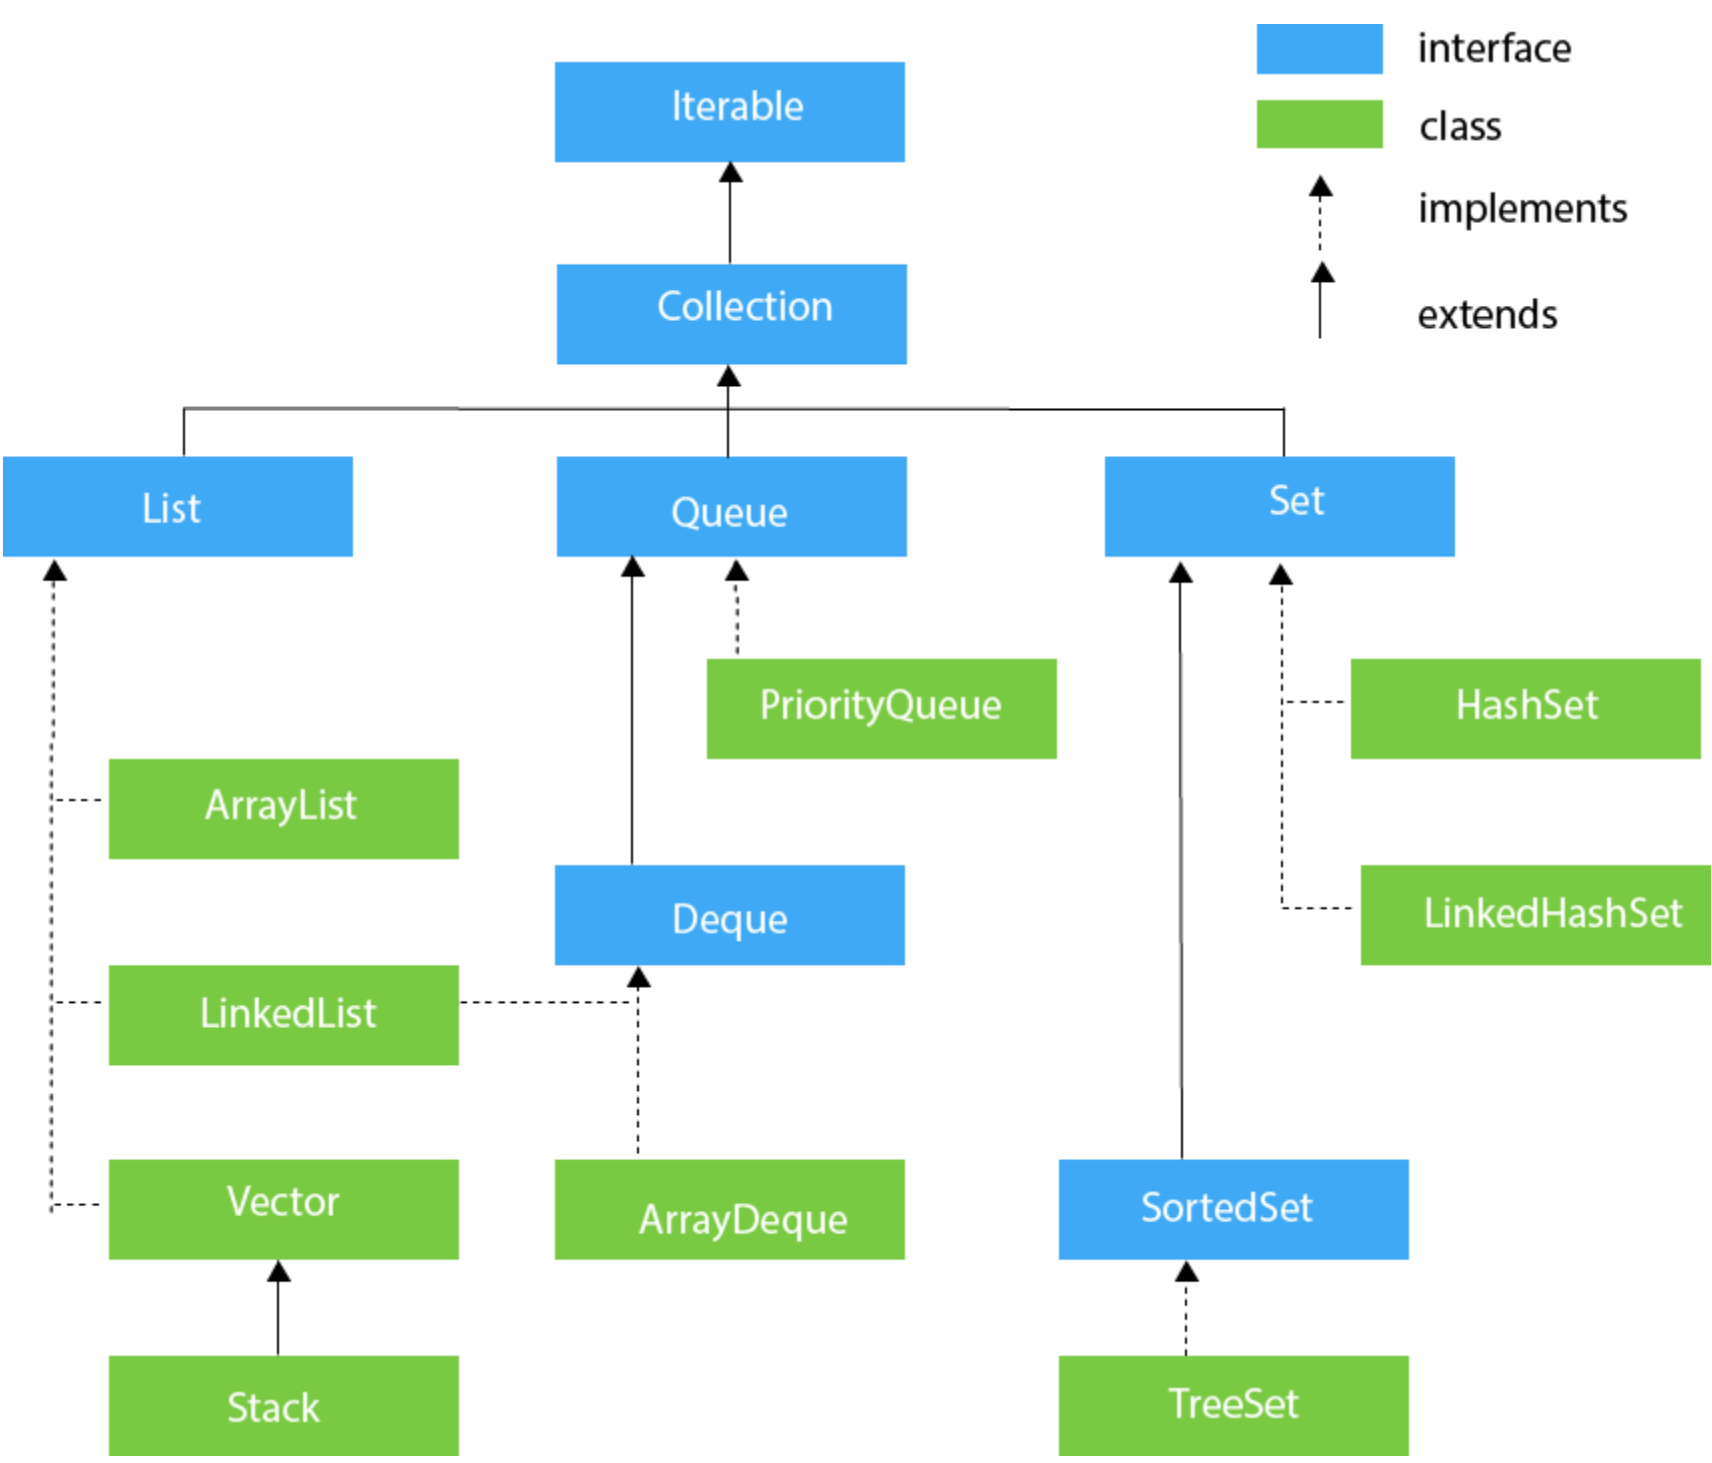 interface
class
implements
extends
Iterable
Collection
List
Queue
Set
PriorityQueue
HashSet
ArrayList
Deque
LinkedHashSet
LinkedList
Vector
ArrayDeque
SortedSet
Stack
TreeSet